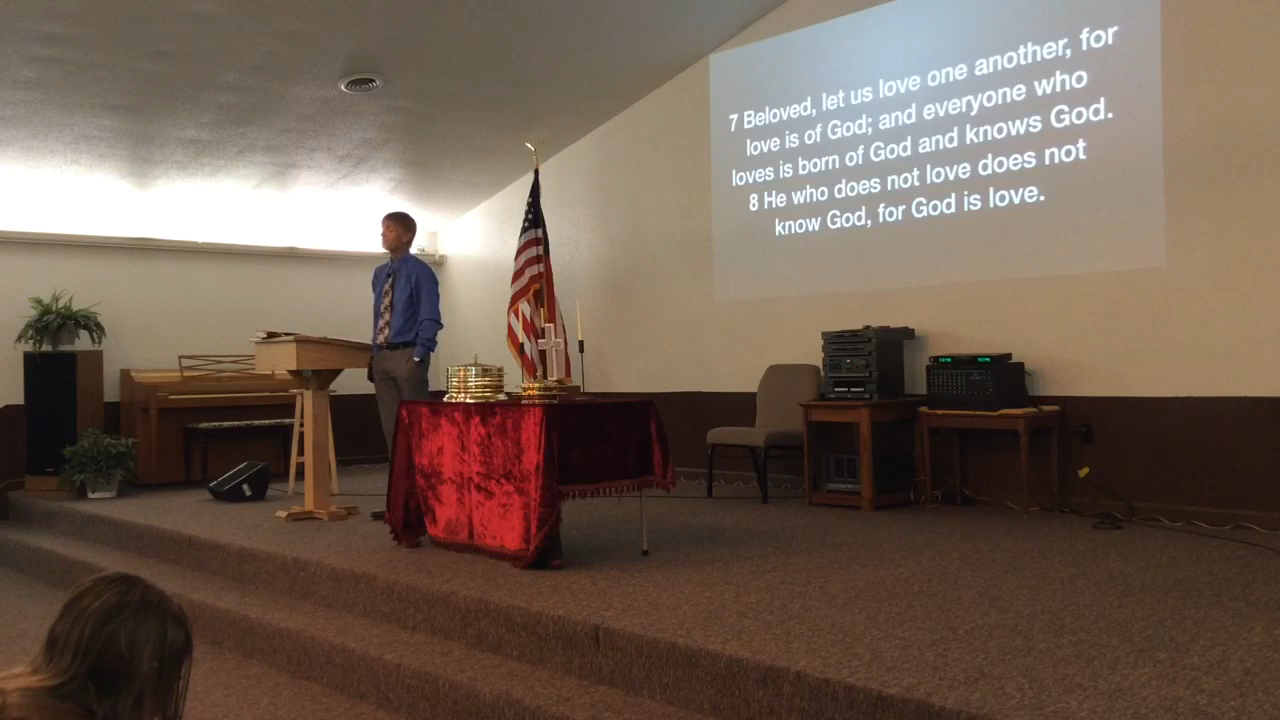 7 Beloved, let us love one another, for
love is of God; and everyone who
loves is born of God and knows God.
8 He who does not love does not
know God, for God is love.